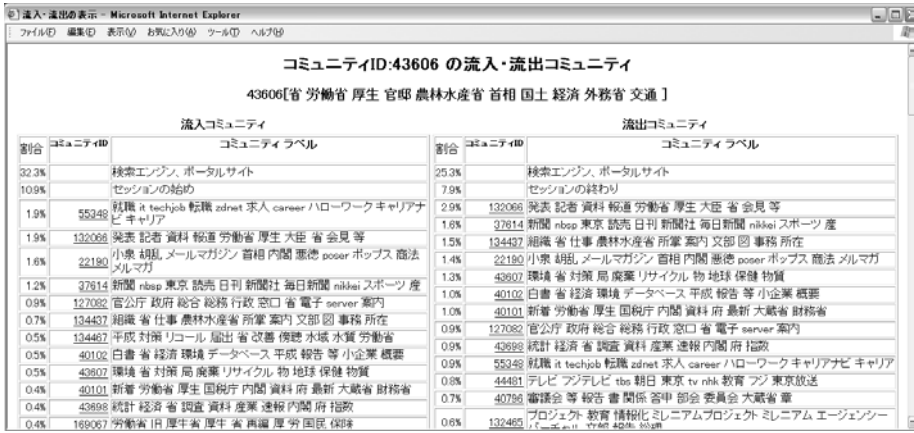 流入・流出の表示 - Microsoft Internet Explorer
ファイル(F) 編集(E) 表示(V) お気に入り(A) ツール(T) ヘルプ(H)
コミュニティID:43606 の流入・流出コミュニティ
43606[省 労働省 厚生 官邸 農林水産省 首相 国土 経済 外務省 交通 ]
流入コミュニティ
割合 コミュニティID コミュニティ ラベル
32.3% 検索エンジン、ポータルサイト
10.9% セッションの始め
1.9% 55348 就職 it techjob 転職 zdnet 求人 career ハローワーク キャリアナ
ビ キャリア
1.9% 132066 発表 記者 資料 報道 労働省 厚生 大臣 省 会見 等
1.6% 22190 小泉 胡乱, メールマガジン 首相 内閣 悪徳 poser ポップス 商法
メルマガ
1.2% 37614 新聞 nbsp 東京 読売 日刊 新聞社 毎日新聞 nikkei スポーツ 産
0.9% 127082 官公庁 政府 総合 総務 行政 窓口 省 電子 server 案内
0.7% 134437 組織 省 仕事 農林水産省 所掌 案内 文部 図 事務 所在
0.5% 134467 平成 対策 リコール 届出 省 改善 傍聴 水域 水質 労働省
0.5% 40102 白書 省 経済 環境 データベース 平成 報告 等 小企業 概要
0.5% 43607 環境 省 対策 局 廃棄 リサイクル 物 地球 保健 物質
0.4% 40101 新着 労働省 厚生 国税庁 内閣 資料 府 最新 大蔵省 財務省
0.4% 43698 統計 経済 省 調査 資料 産業 速報 内閣 府 指数
0.4% 169067 労働省 旧 厚生省 厚生 省 再編 厚 労 国民 保険
流出コミュニティ
割合 コミュニティID コミュニティ ラベル
25.3% 検索エンジン、ポータルサイト
7.9% セッションの終わり
2.9% 132066 発表 記者 資料 報道 労働省 厚生 大臣 省 会見 等
1.6% 37614 新聞 nbsp 東京 読売 日刊 新聞社 毎日新聞 nikkei スポーツ 産
1.5% 134437 組織 省 仕事 農林水産省 所掌 案内 文部 図 事務 所在
1.4% 22190 小泉 胡乱, メールマガジン 首相 内閣 悪徳 poser ポップス 商法 メルマガ
1.3% 43607 環境 省 対策 局 廃棄 リサイクル 物 地球 保健 物質
1.0% 40102 白書 省 経済 環境 データベース 平成 報告 等 小企業 概要
1.0% 40101 新着 労働省 厚生 国税庁 内閣 資料 府 最新 大蔵省 財務省
0.9% 127082 官公庁 政府 総合 総務 行政 窓口 省 電子 server 案内
0.9% 43698 統計 経済 省 調査 資料 産業 速報 内閣 府 指数
0.9% 55348 就職 it techjob 転職 zdnet 求人 career ハローワーク キャリアナビ キャリア
0.8% 44481 テレビ フジテレビ tbs 朝日 東京 tv nhk 教育 フジ 東京放送
0.7% 40796 審議会 等 報告 書 関係 答申 部会 委員会 大蔵省 章
0.6% 132465 プロジェクト 教育 情報化 ミレニアムプロジェクト ミレニアム エージェンシー
バーチャル 文部 報告 総理